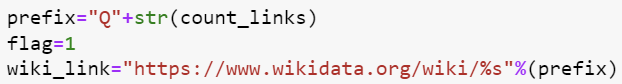 prefix="Q"+str(count_links)
flag=1
wiki_link="https://www.wikidata.org/wiki/%s"%(prefix)